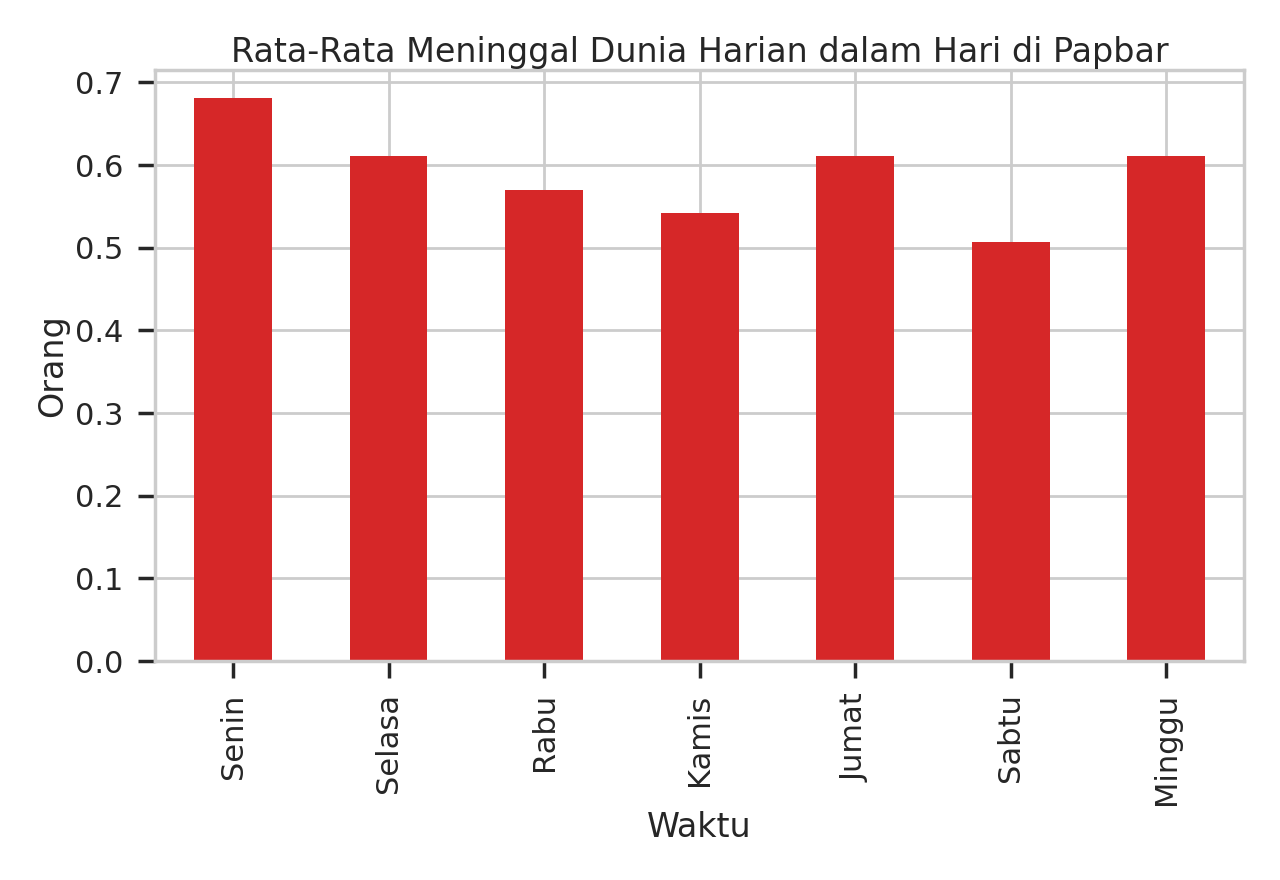 Rata-Rata Meninggal Dunia Harian dalam Hari di Papbar
0.7
0.6
0.5
0.4
0.3
0.2
0.1
0.0
Orang
Senin
Selasa
Rabu
Kamis
Jumat
Sabtu
Minggu
Waktu